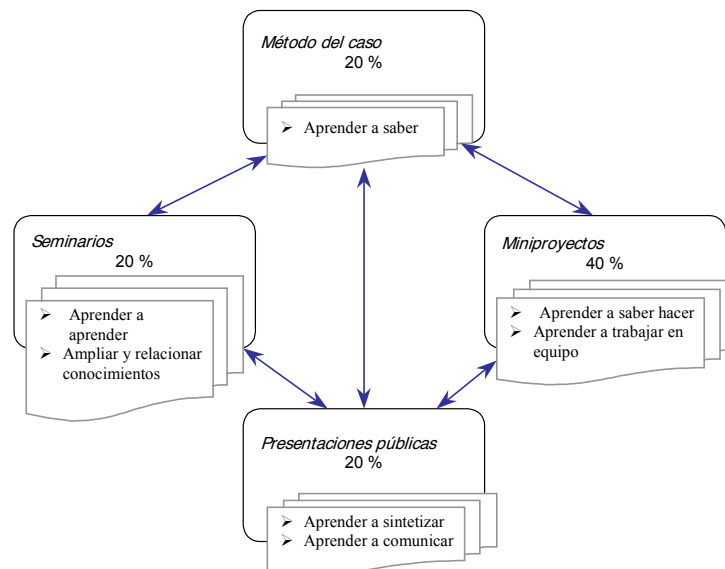 Método del caso
20 %
➢ Aprender a saber
Seminarios
20 %
➢ Aprender a
aprender
➢ Ampliar y relacionar
conocimientos
Miniproyectos
40 %
➢ Aprender a saber hacer
➢ Aprender a trabajar en
equipo
Presentaciones públicas
20 %
➢ Aprender a sintetizar
➢ Aprender a comunicar